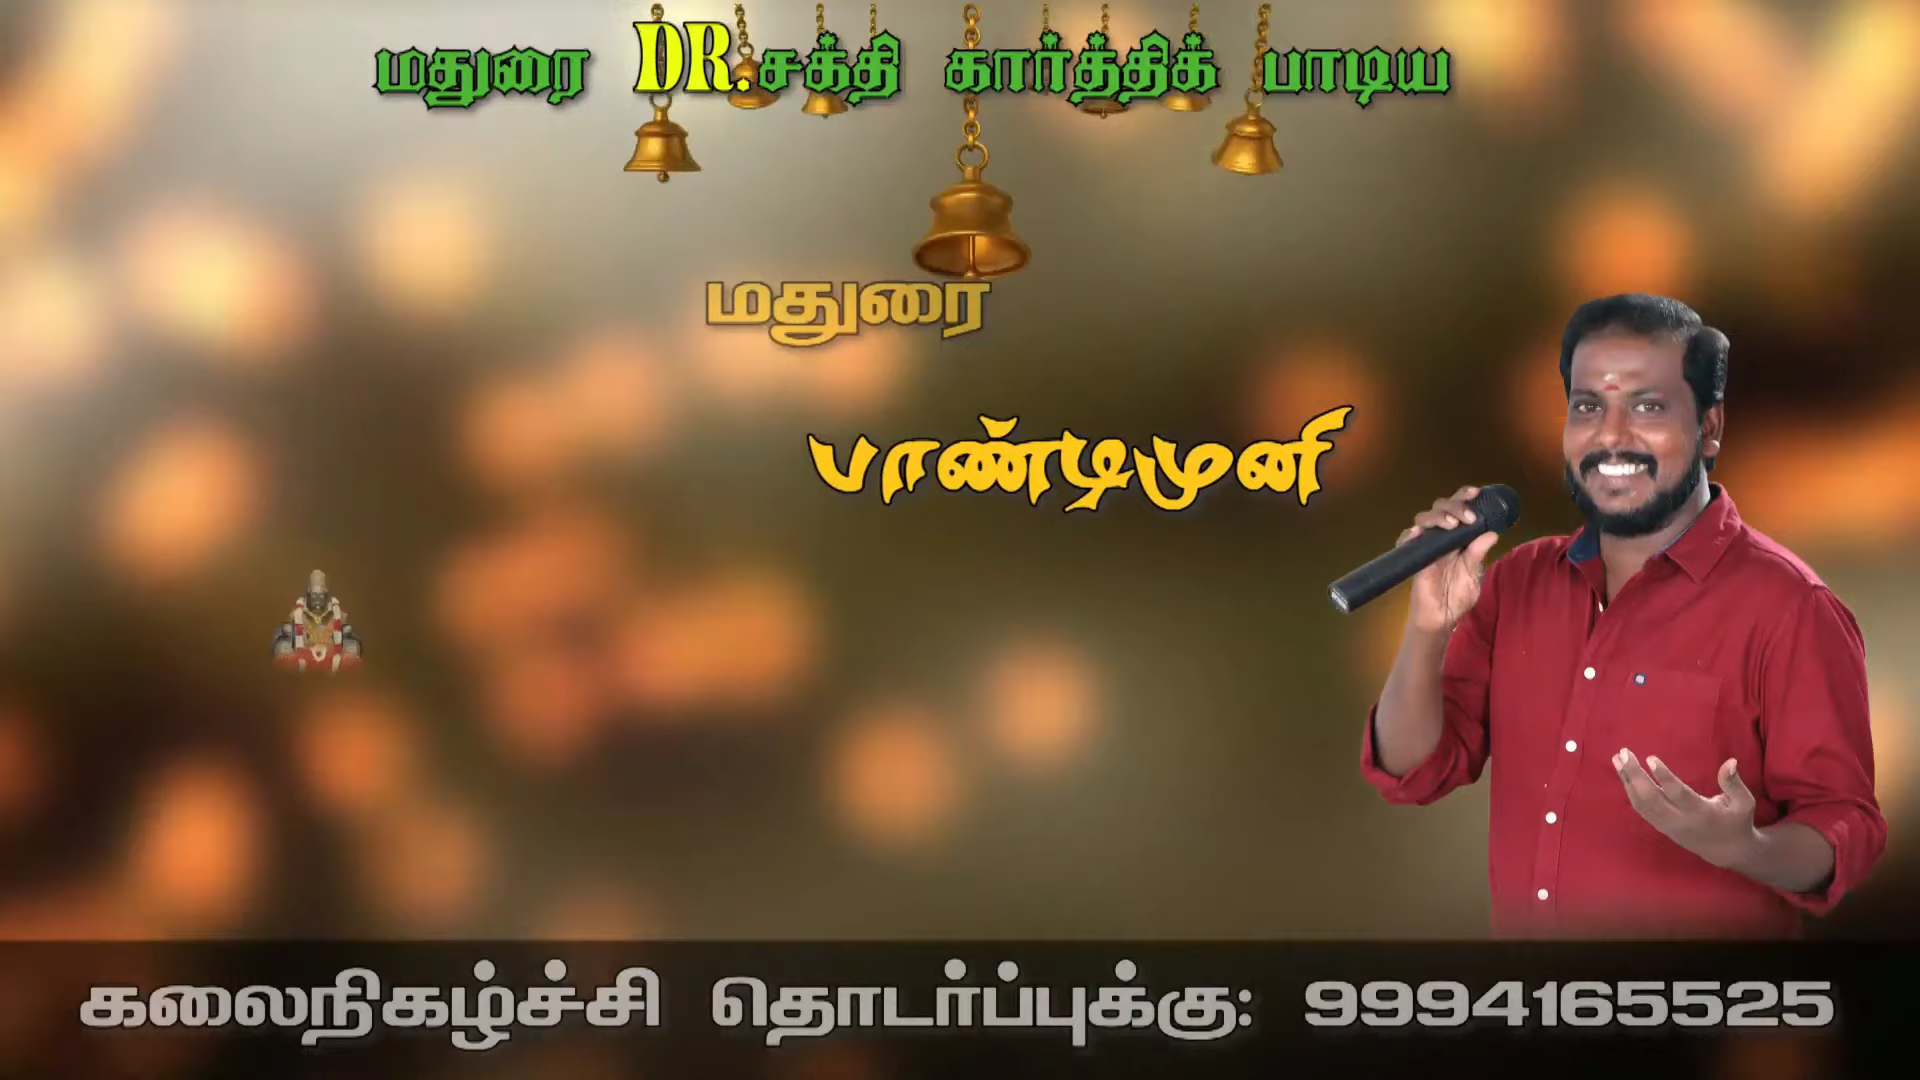 மதுரை DR.சக்தி கார்த்திக் பாடிய
மதுரை
பாண்டிமுனி
கலைநிகழ்ச்சி தொடர்ப்புக்கு: 9994165525